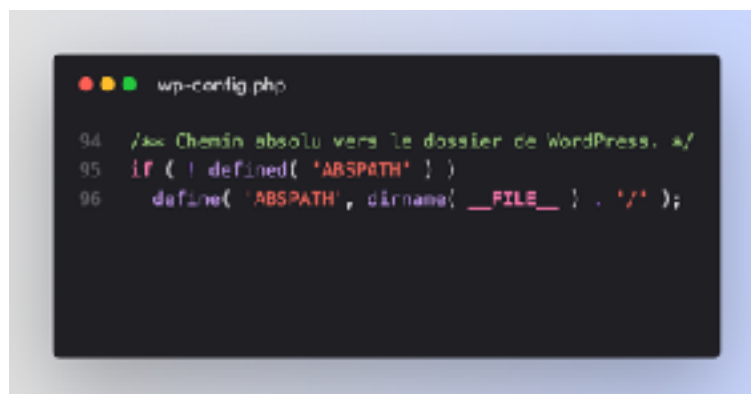 wp-config.php
94 /** Chemin absolu vers le dossier de WordPress. */
95 if ( ! defined( 'ABSPATH' ) )
96 define( 'ABSPATH', dirname( __FILE__ ) . '/' );